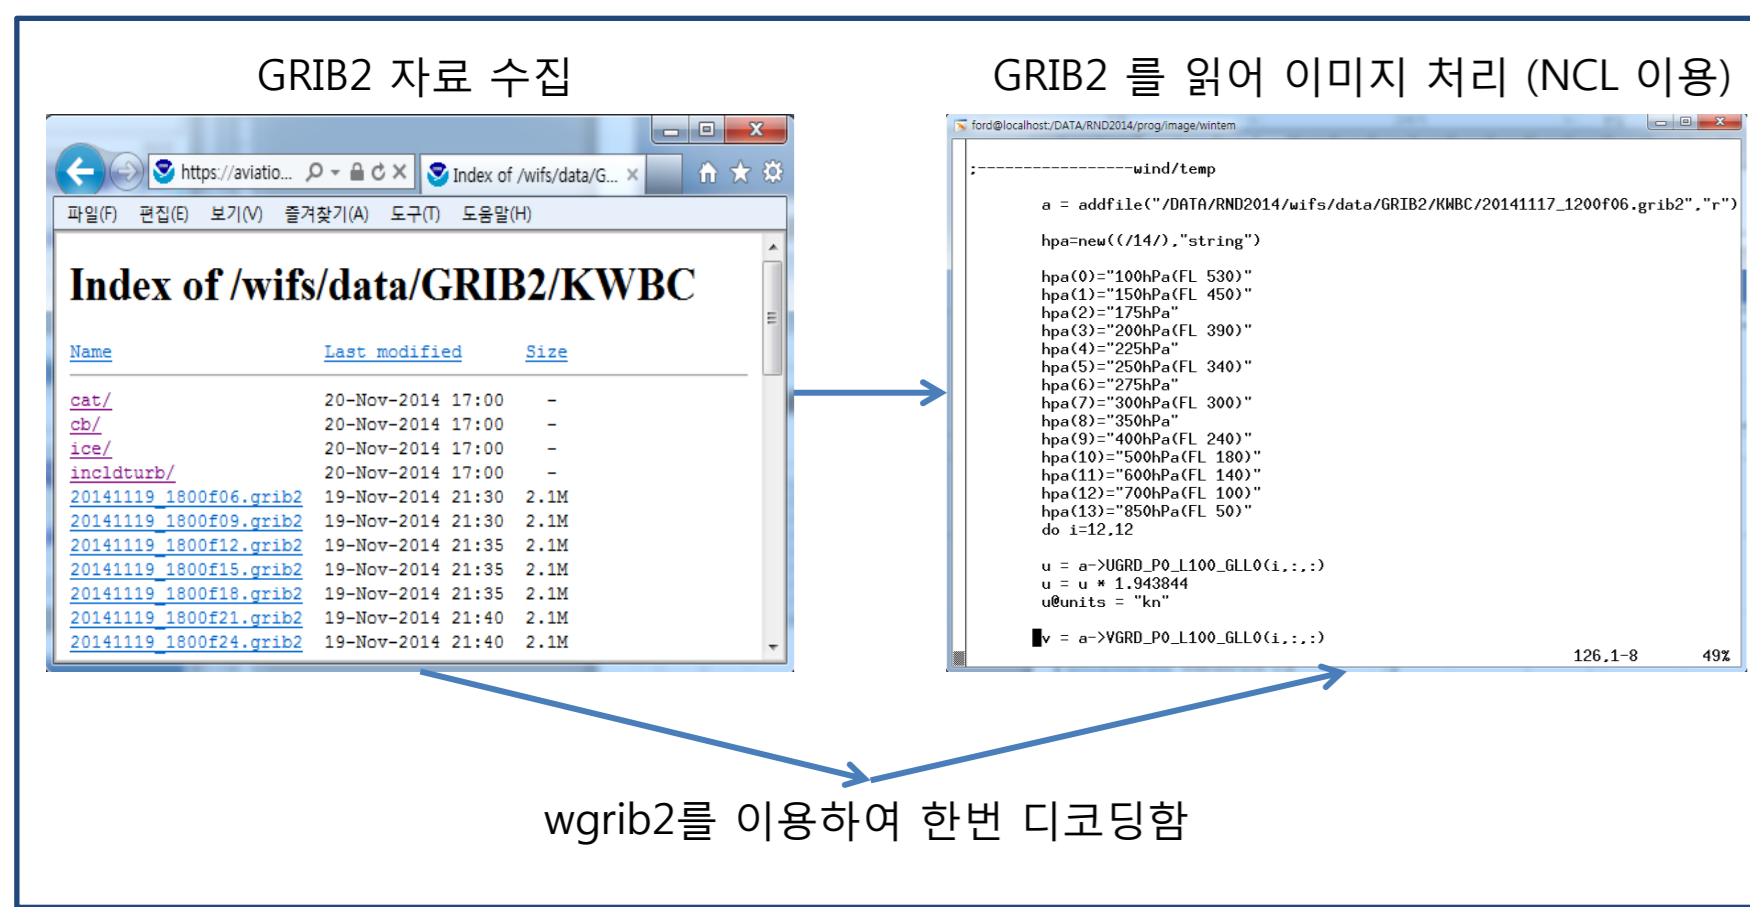 GRIB2 자료 수집
GRIB2 를 읽어 이미지 처리 (NCL 이용)
https://aviatio...
Index of /wifs/data/G...
파일(F) 편집(E) 보기(V) 즐겨찾기(A) 도구(T) 도움말(H)
Index of /wifs/data/GRIB2/KWBC
Name Last modified Size
cat/ 20-Nov-2014 17:00 -
cb/ 20-Nov-2014 17:00 -
ice/ 20-Nov-2014 17:00 -
incldturb/ 20-Nov-2014 17:00 -
20141119_1800f06.grib2 19-Nov-2014 21:30 2.1M
20141119_1800f09.grib2 19-Nov-2014 21:30 2.1M
20141119_1800f12.grib2 19-Nov-2014 21:35 2.1M
20141119_1800f15.grib2 19-Nov-2014 21:35 2.1M
20141119_1800f18.grib2 19-Nov-2014 21:35 2.1M
20141119_1800f21.grib2 19-Nov-2014 21:40 2.1M
20141119_1800f24.grib2 19-Nov-2014 21:40 2.1M
ford@localhost:/DATA/RND2014/prog/image/wintem
;-----------------wind/temp
a = addfile("/DATA/RND2014/wifs/data/GRIB2/KWBC/20141117_1200f06.grib2","r")
hpa=new((/14/),"string")
hpa(0)="100hPa(FL 530)"
hpa(1)="150hPa(FL 450)"
hpa(2)="175hPa"
hpa(3)="200hPa(FL 390)"
hpa(4)="225hPa"
hpa(5)="250hPa(FL 340)"
hpa(6)="275hPa"
hpa(7)="300hPa(FL 300)"
hpa(8)="350hPa"
hpa(9)="400hPa(FL 240)"
hpa(10)="500hPa(FL 180)"
hpa(11)="600hPa(FL 140)"
hpa(12)="700hPa(FL 100)"
hpa(13)="850hPa(FL 50)"
do i=12,12
u = a->UGRD_P0_L100_GLL0(i,:,:)
u = u * 1.943844
u@units = "kn"
v = a->VGRD_P0_L100_GLL0(i,:,:)
126,1-8 49%
wgrib2를 이용하여 한번 디코딩함